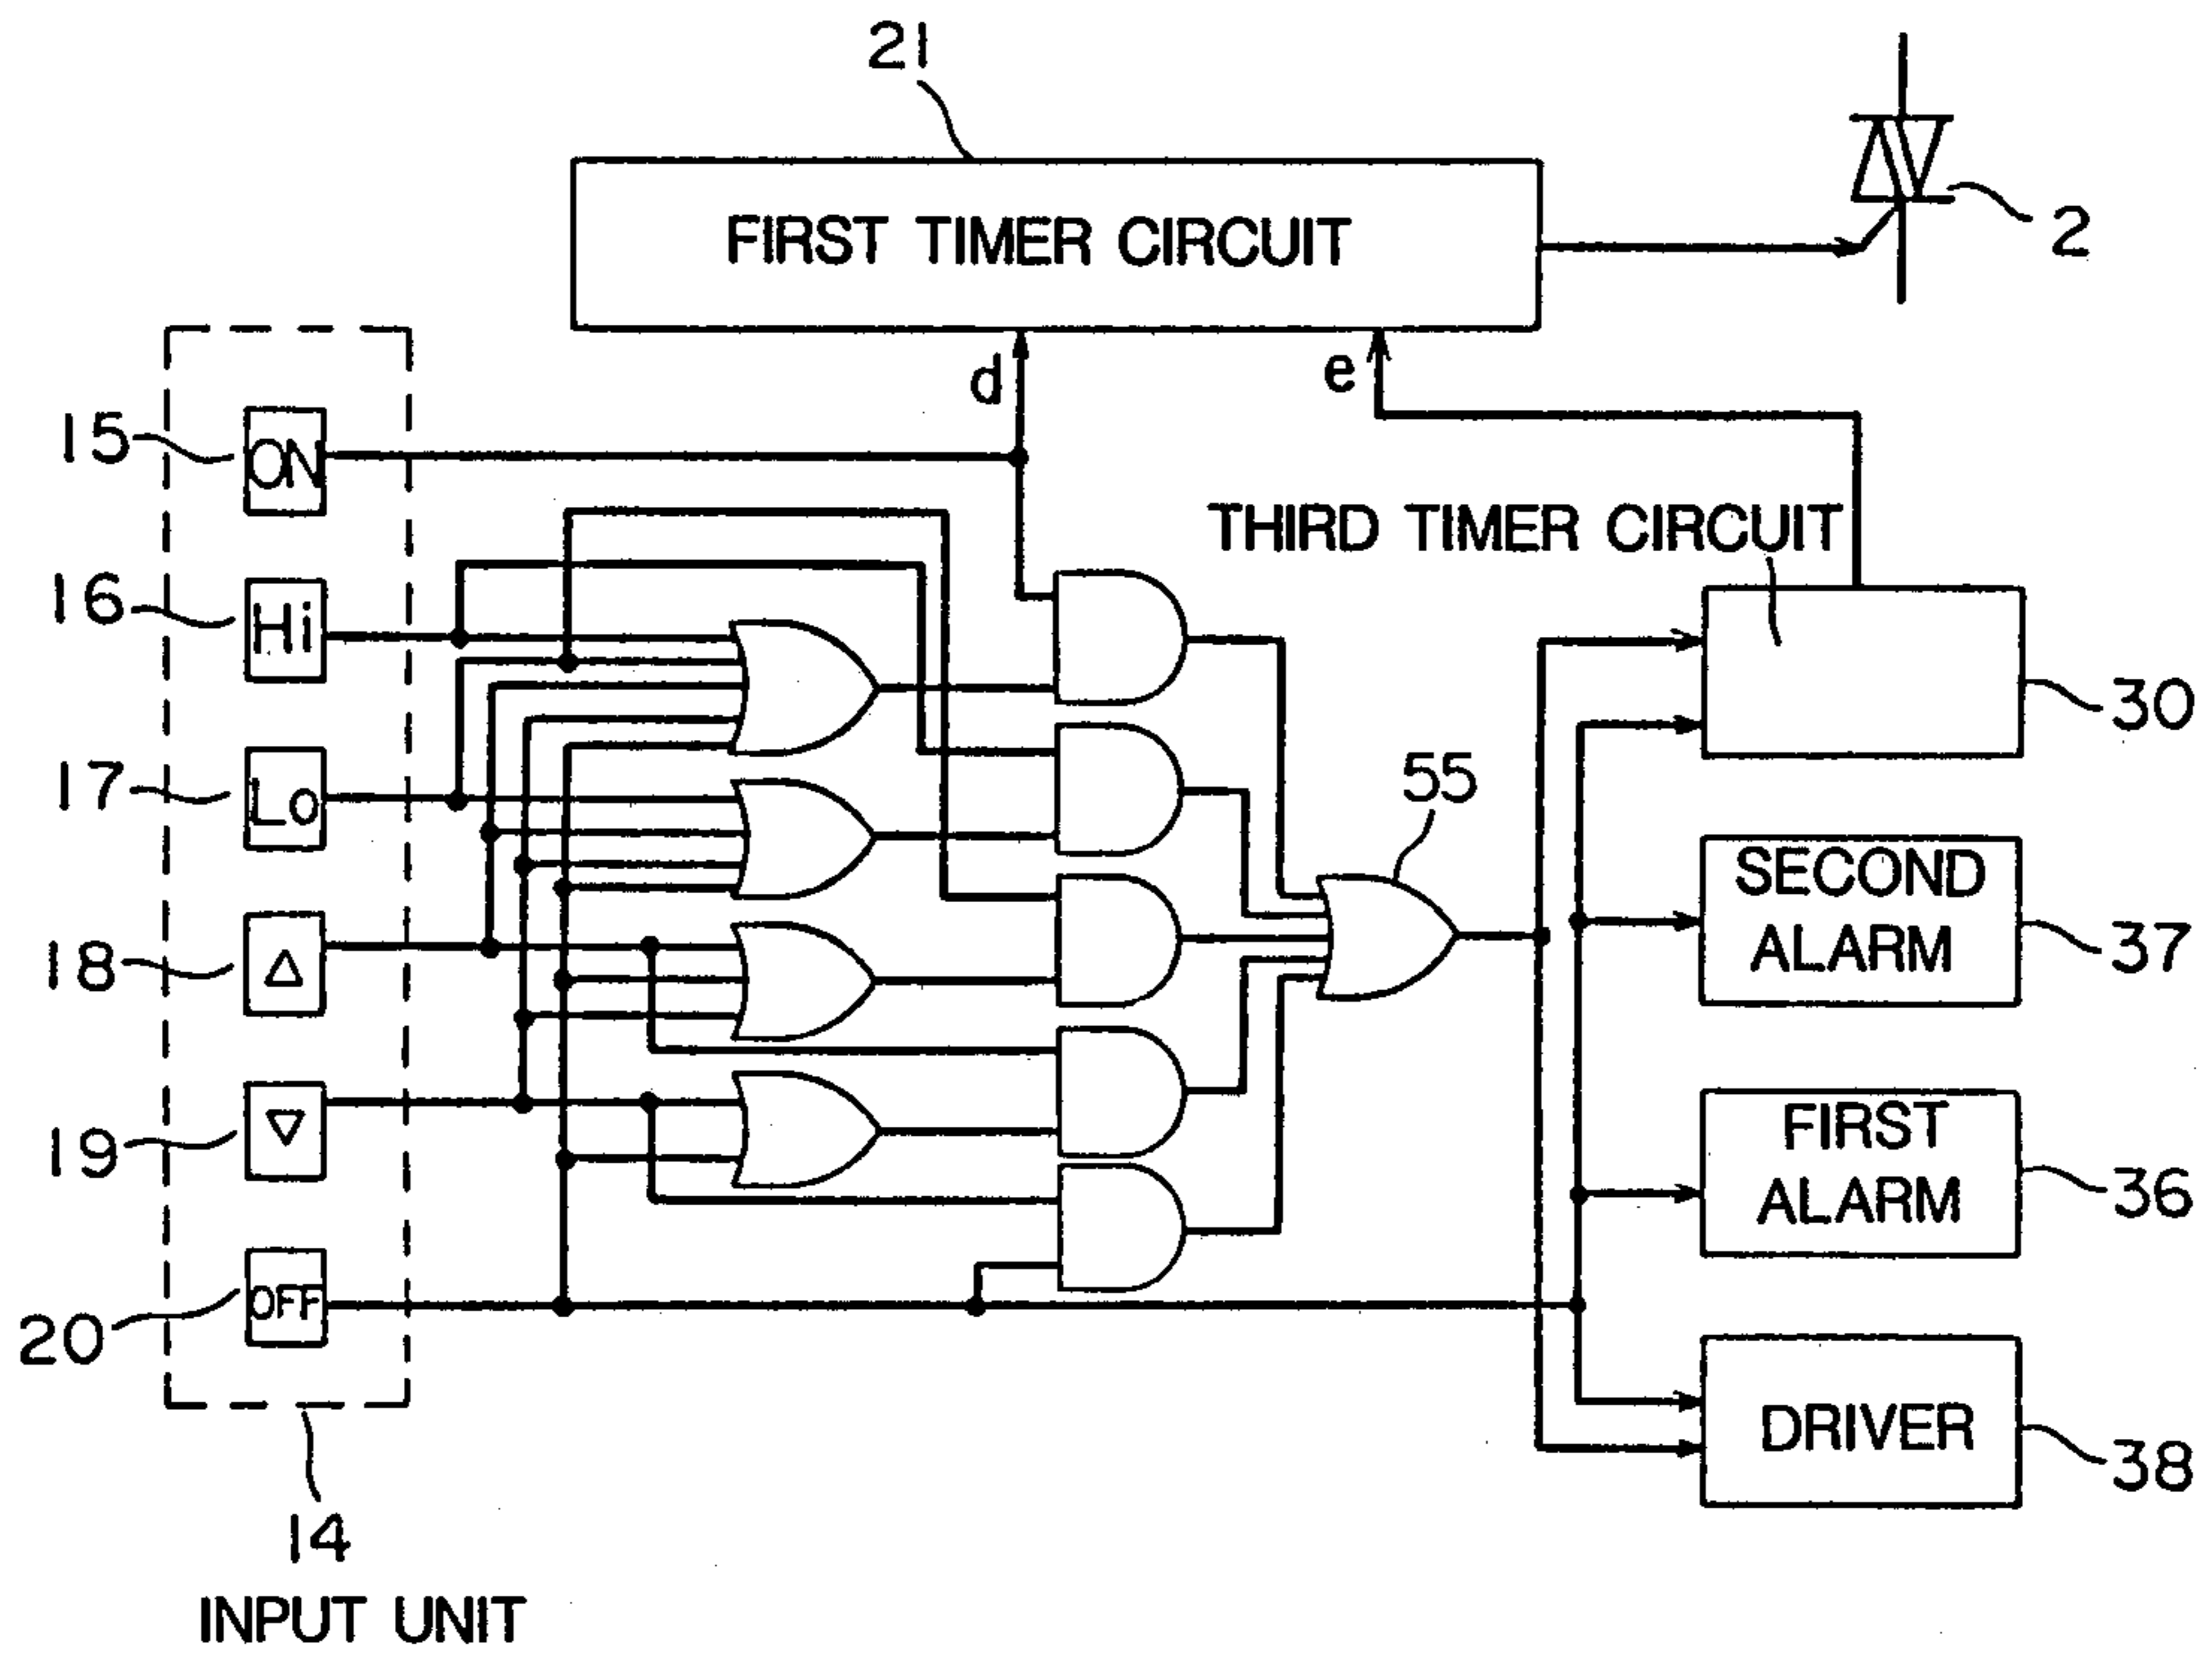 21
FIRST TIMER CIRCUIT
2
d
e
15
ON
THIRD TIMER CIRCUIT
16
Hi
30
17
Lo
55
SECOND
ALARM
37
18
△
FIRST
ALARM
36
19
▽
20
OFF
DRIVER
38
14
INPUT UNIT